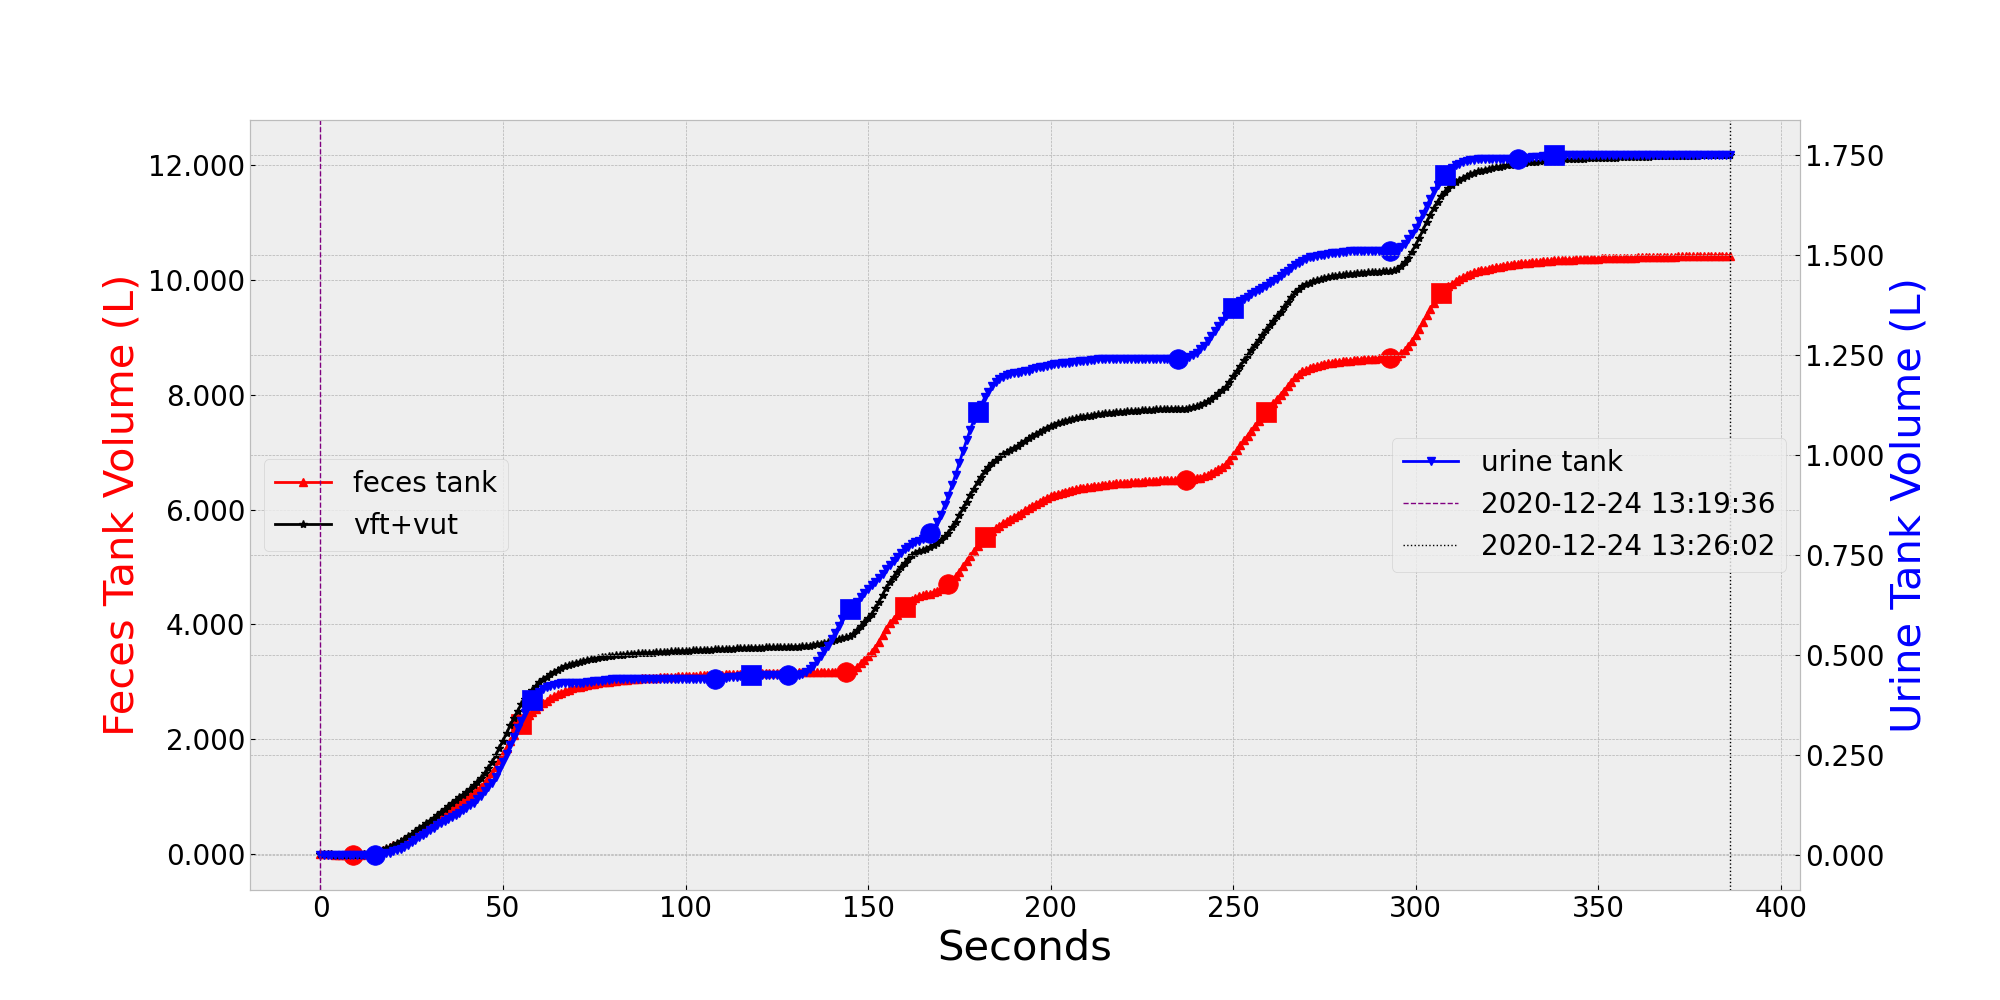 12.000
10.000
8.000
6.000
4.000
2.000
0.000
Feces Tank Volume (L)
feces tank
vft+vut
1.750
1.500
1.250
1.000
0.750
0.500
0.250
0.000
Urine Tank Volume (L)
urine tank
2020-12-24 13:19:36
2020-12-24 13:26:02
0 50 100 150 200 250 300 350 400
Seconds